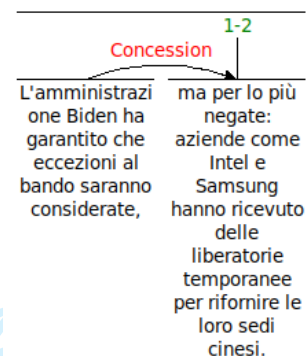 1-2
Concession
L'amministrazi
one Biden ha
garantito che
eccezioni al
bando saranno
considerate,
ma per lo più
negate:
aziende come
Intel e
Samsung
hanno ricevuto
delle
liberatorie
temporanee
per rifornire le
loro sedi
cinesi.